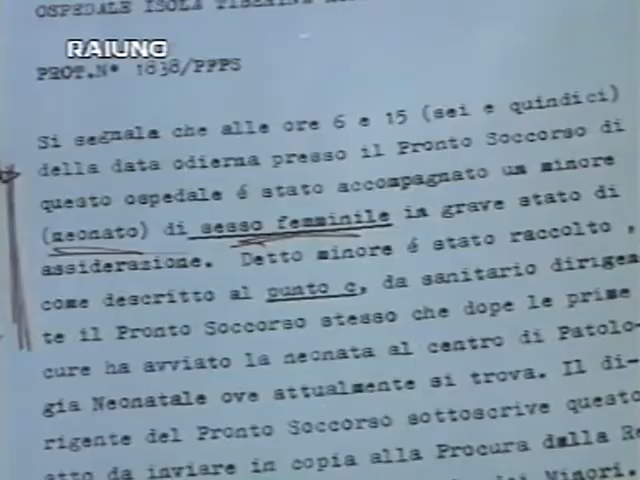 OSPEDALE ISOLA TIBERINA
RAIUNO
PROT.N° 1838/PFPS
Si segnala che alle ore 6 e 15 (sei e quindici)
della data odierna presso il Pronto Soccorso di
questo ospedale é stato accompagnato un minore
(neonato) di sesso femminile in grave stato di
assiderazione. Detto minore é stato raccolto ,
come descritto al punto c, da sanitario dirigen
te il Pronto Soccorso stesso che dope le prime
cure ha avviato la neonata al centro di Patolo
gia Neonatale ove attualmente si trova. Il di-
rigente del Pronto Soccorso sottoscrive questo
atto da inviare in copia alla Procura dalla Re
Minori.